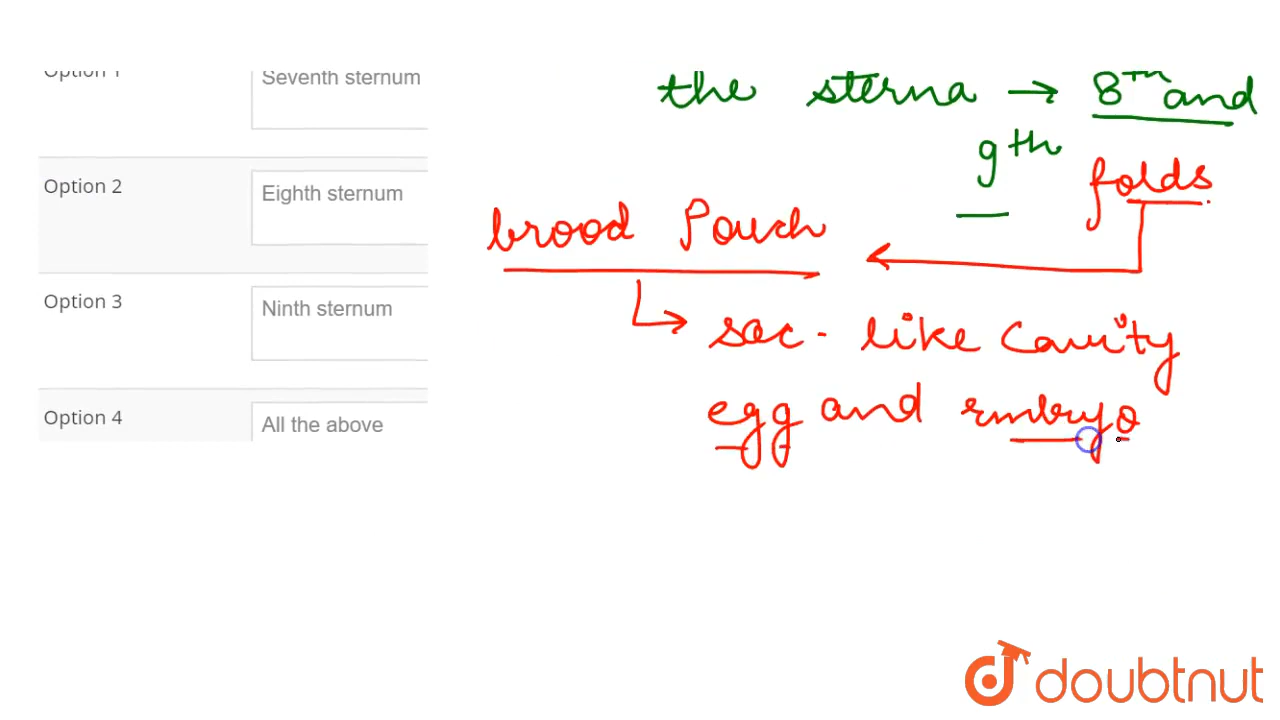 Option 1 Seventh sternum
Option 2 Eighth sternum
Option 3 Ninth sternum
Option 4 All the above
the sterna → 8th and
9th
folds
brood Pouch
sac - like cavity
egg and embryo
doubtnut